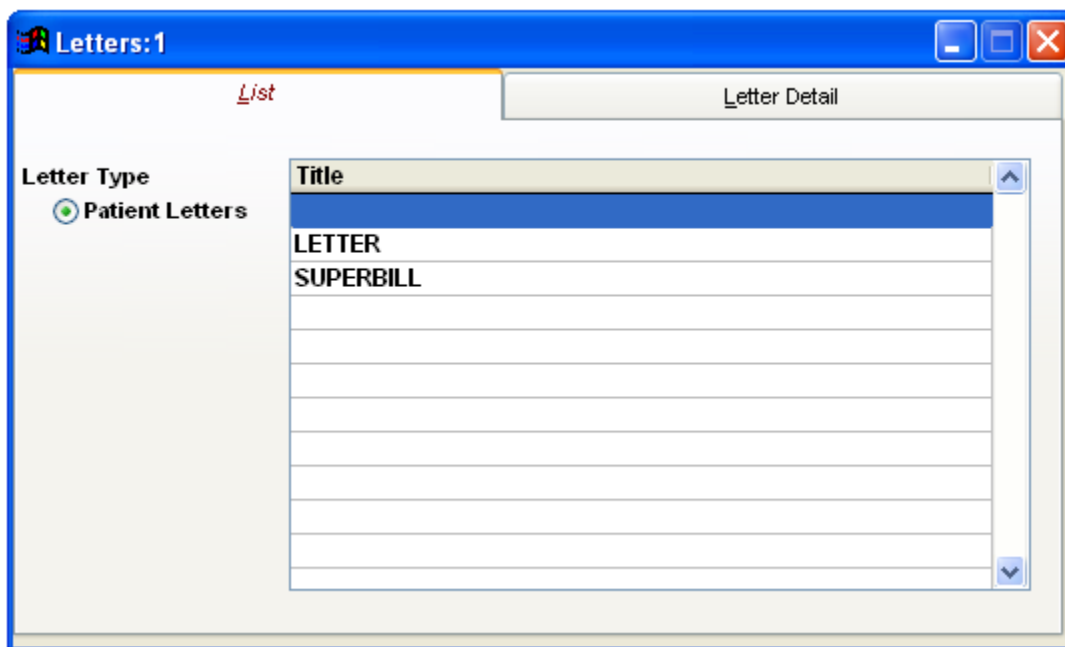 Letters:1
List
Letter Detail
Letter Type
Title
Patient Letters
LETTER
SUPERBILL